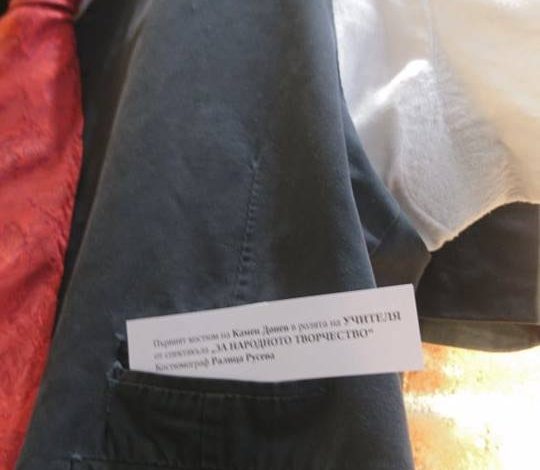 Първият костюм на Камен Донев в ролята на УЧИТЕЛЯ
от спектакъла „ЗА НАРОДНОТО ТВОРЧЕСТВО“
Костюмограф Ралица Русева